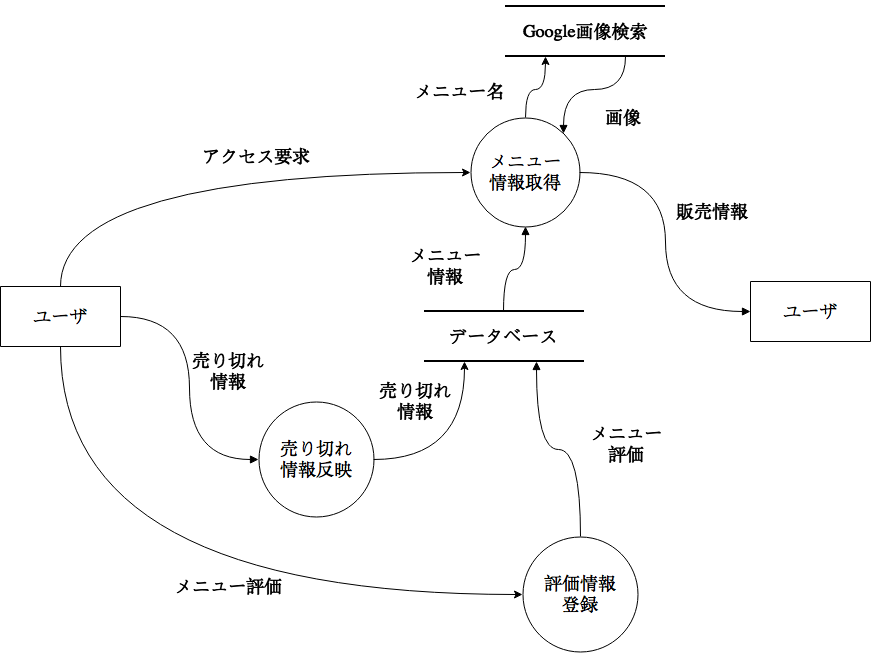 Google画像検索
メニュー名
画像
アクセス要求
メニュー
情報取得
販売情報
メニュー
情報
ユーザ
ユーザ
データベース
売り切れ
情報
売り切れ
情報
メニュー
評価
売り切れ
情報反映
メニュー評価
評価情報
登録